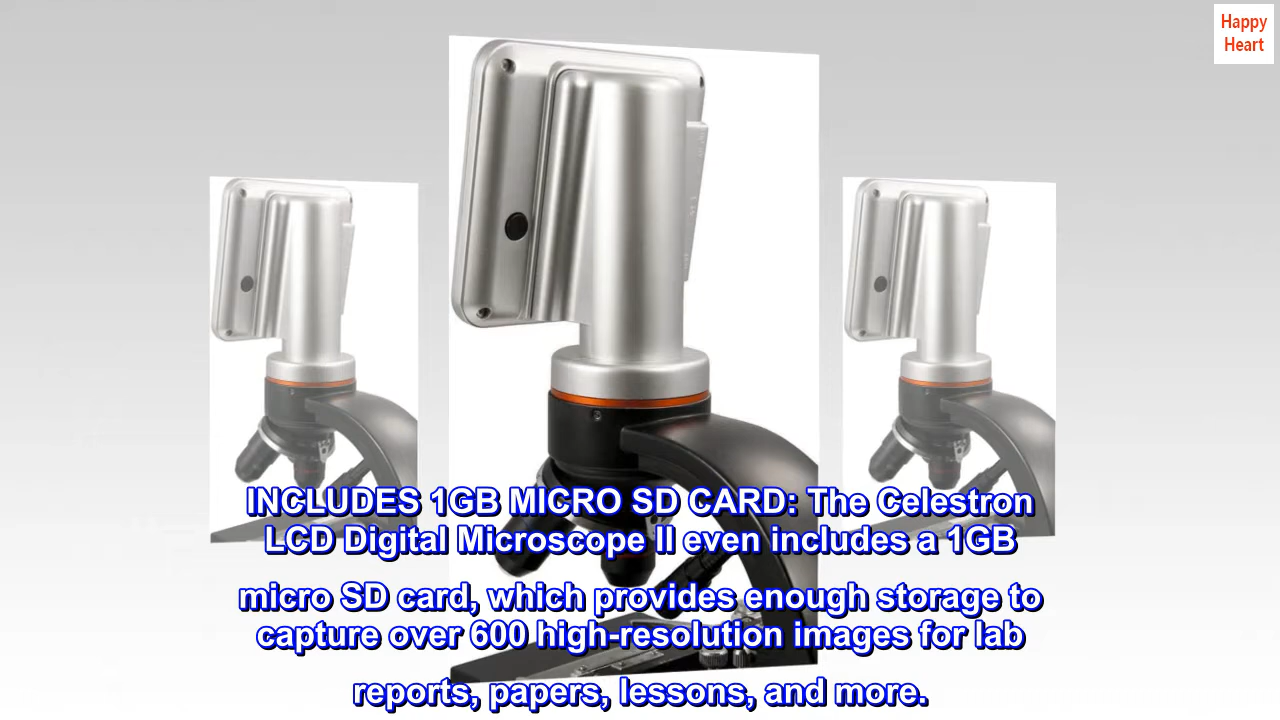 Happy
Heart
INCLUDES 1GB MICRO SD CARD: The Celestron
LCD Digital Microscope II even includes a 1GB
micro SD card, which provides enough storage to
capture over 600 high-resolution images for lab
reports, papers, lessons, and more.